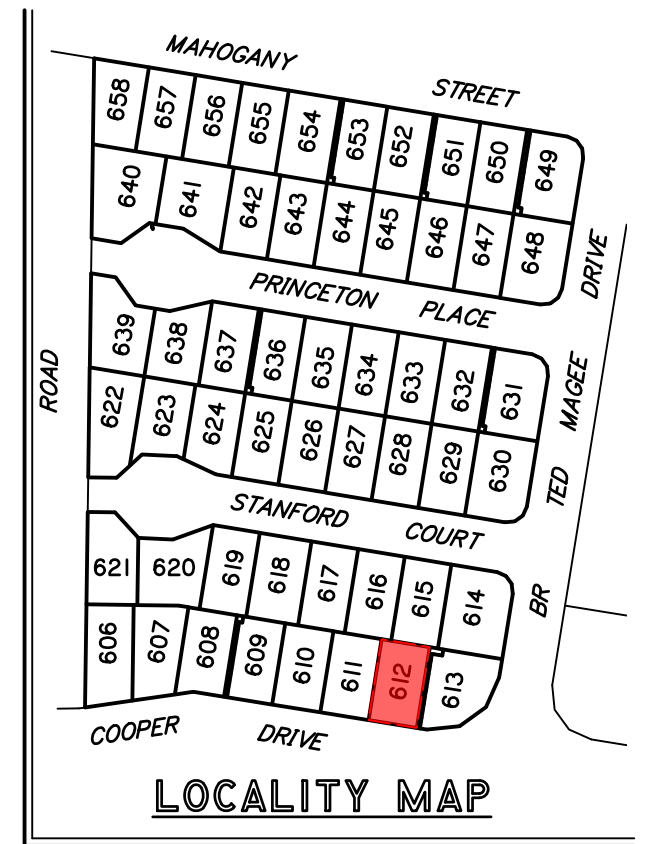 MAHOGANY STREET
658 657 656 655 654 653 652 651 650 649
640 641 642 643 644 645 646 647 648
DRIVE
PRINCETON PLACE
639 638 637 636 635 634 633 632 631
ROAD
MAGEE
622 623 624 625 626 627 628 629 630
TED
STANFORD COURT
621 620 619 618 617 616 615 614
BR
606 607 608 609 610 611 612 613
COOPER DRIVE
LOCALITY MAP